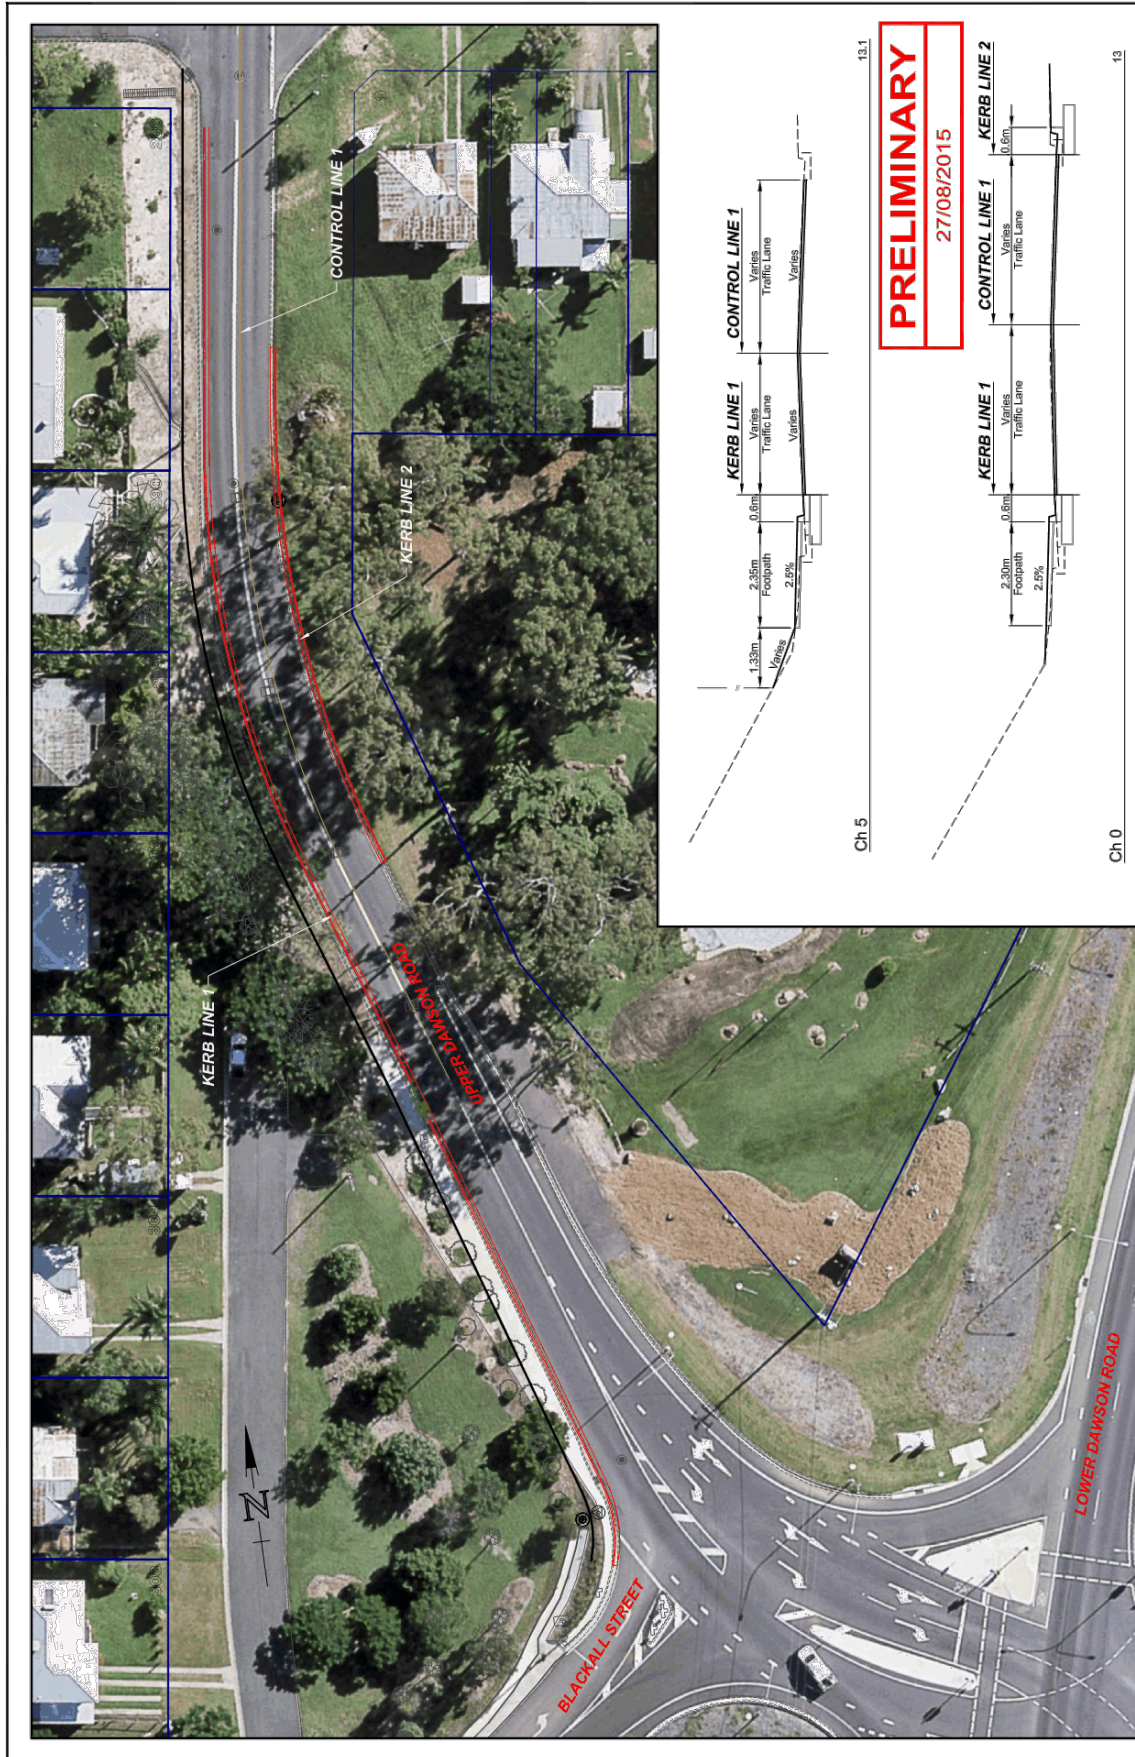 CONTROL LINE 1
KERB LINE 2
KERB LINE 1
UPPER DAWSON ROAD
BLACKALL STREET
LOWER DAWSON ROAD
N
PRELIMINARY
27/08/2015
KERB LINE 1
CONTROL LINE 1
1.33m
2.35m
0.6m
Varies
Varies
Footpath
Traffic Lane
Traffic Lane
Varies
2.5%
Varies
Varies
Ch 5
13.1
KERB LINE 1
CONTROL LINE 1
KERB LINE 2
2.30m
0.6m
Varies
Varies
0.6m
Footpath
Traffic Lane
Traffic Lane
2.5%
Ch 0
13